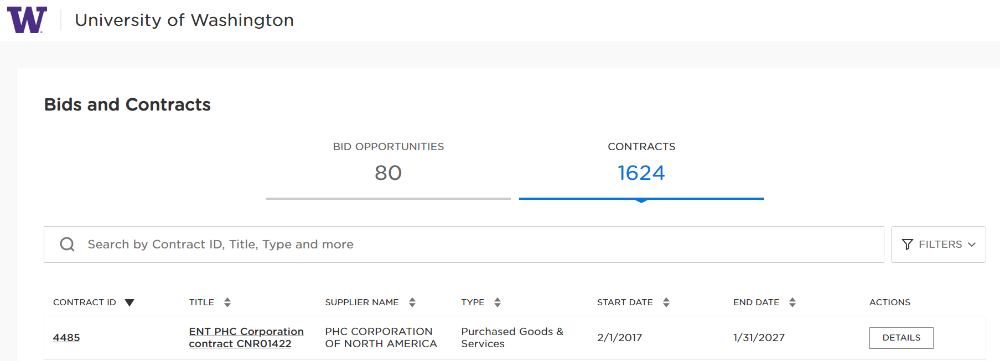 W
University of Washington
Bids and Contracts
BID OPPORTUNITIES
80
CONTRACTS
1624
Search by Contract ID, Title, Type and more
FILTERS
CONTRACT ID TITLE SUPPLIER NAME TYPE START DATE END DATE ACTIONS
4485
ENT PHC Corporation
contract CNR01422
PHC CORPORATION
OF NORTH AMERICA
Purchased Goods &
Services
2/1/2017
1/31/2027
DETAILS